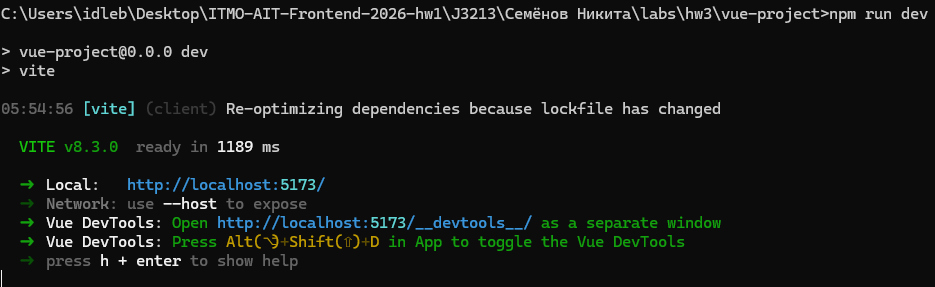 C:\Users\idleb\Desktop\ITMO-AIT-Frontend-2026-hw1\J3213\Семёнов Никита\labs\hw3\vue-project>npm run dev
> vue-project@0.0.0 dev
> vite
05:54:56 [vite] (client) Re-optimizing dependencies because lockfile has changed
VITE v8.3.0 ready in 1189 ms
➜ Local: http://localhost:5173/
➜ Network: use --host to expose
➜ Vue DevTools: Open http://localhost:5173/__devtools__/ as a separate window
➜ Vue DevTools: Press Alt(⌥)+Shift(⇧)+D in App to toggle the Vue DevTools
➜ press h + enter to show help